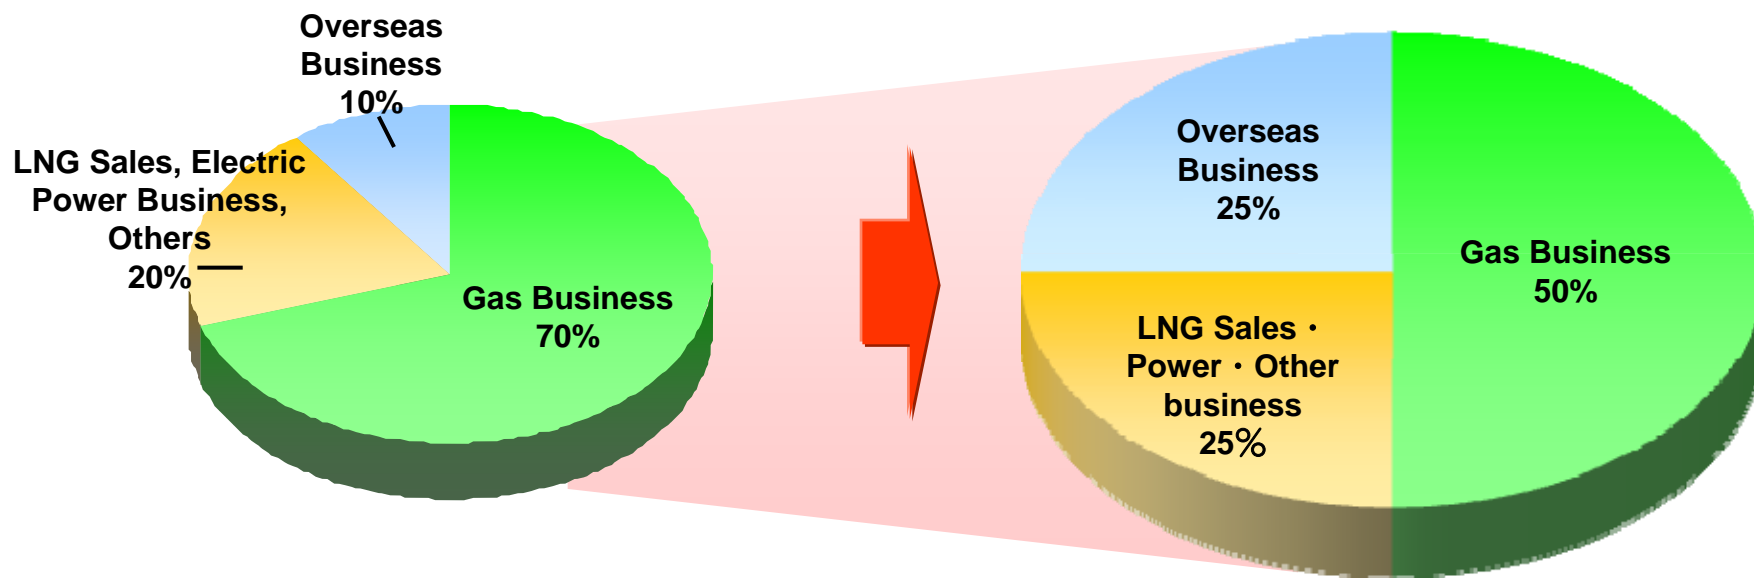 Overseas
Business
10%
LNG Sales, Electric
Power Business,
Others
20%
Gas Business
70%
Overseas
Business
25%
Gas Business
50%
LNG Sales・
Power・Other
business
25％